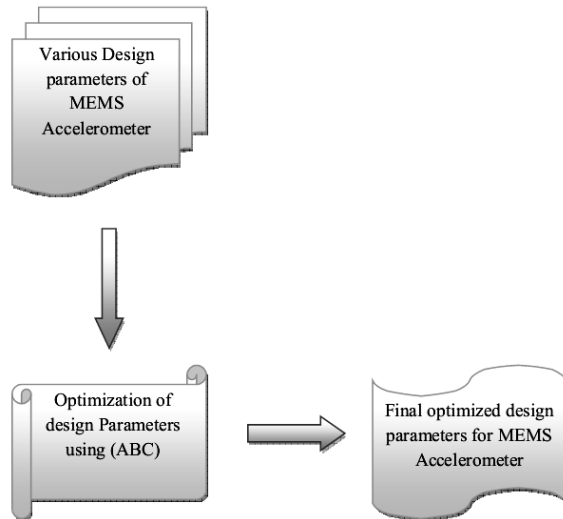 Various Design
parameters of
MEMS
Accelerometer
Optimization of
design Parameters
using (ABC)
Final optimized design
parameters for MEMS
Accelerometer